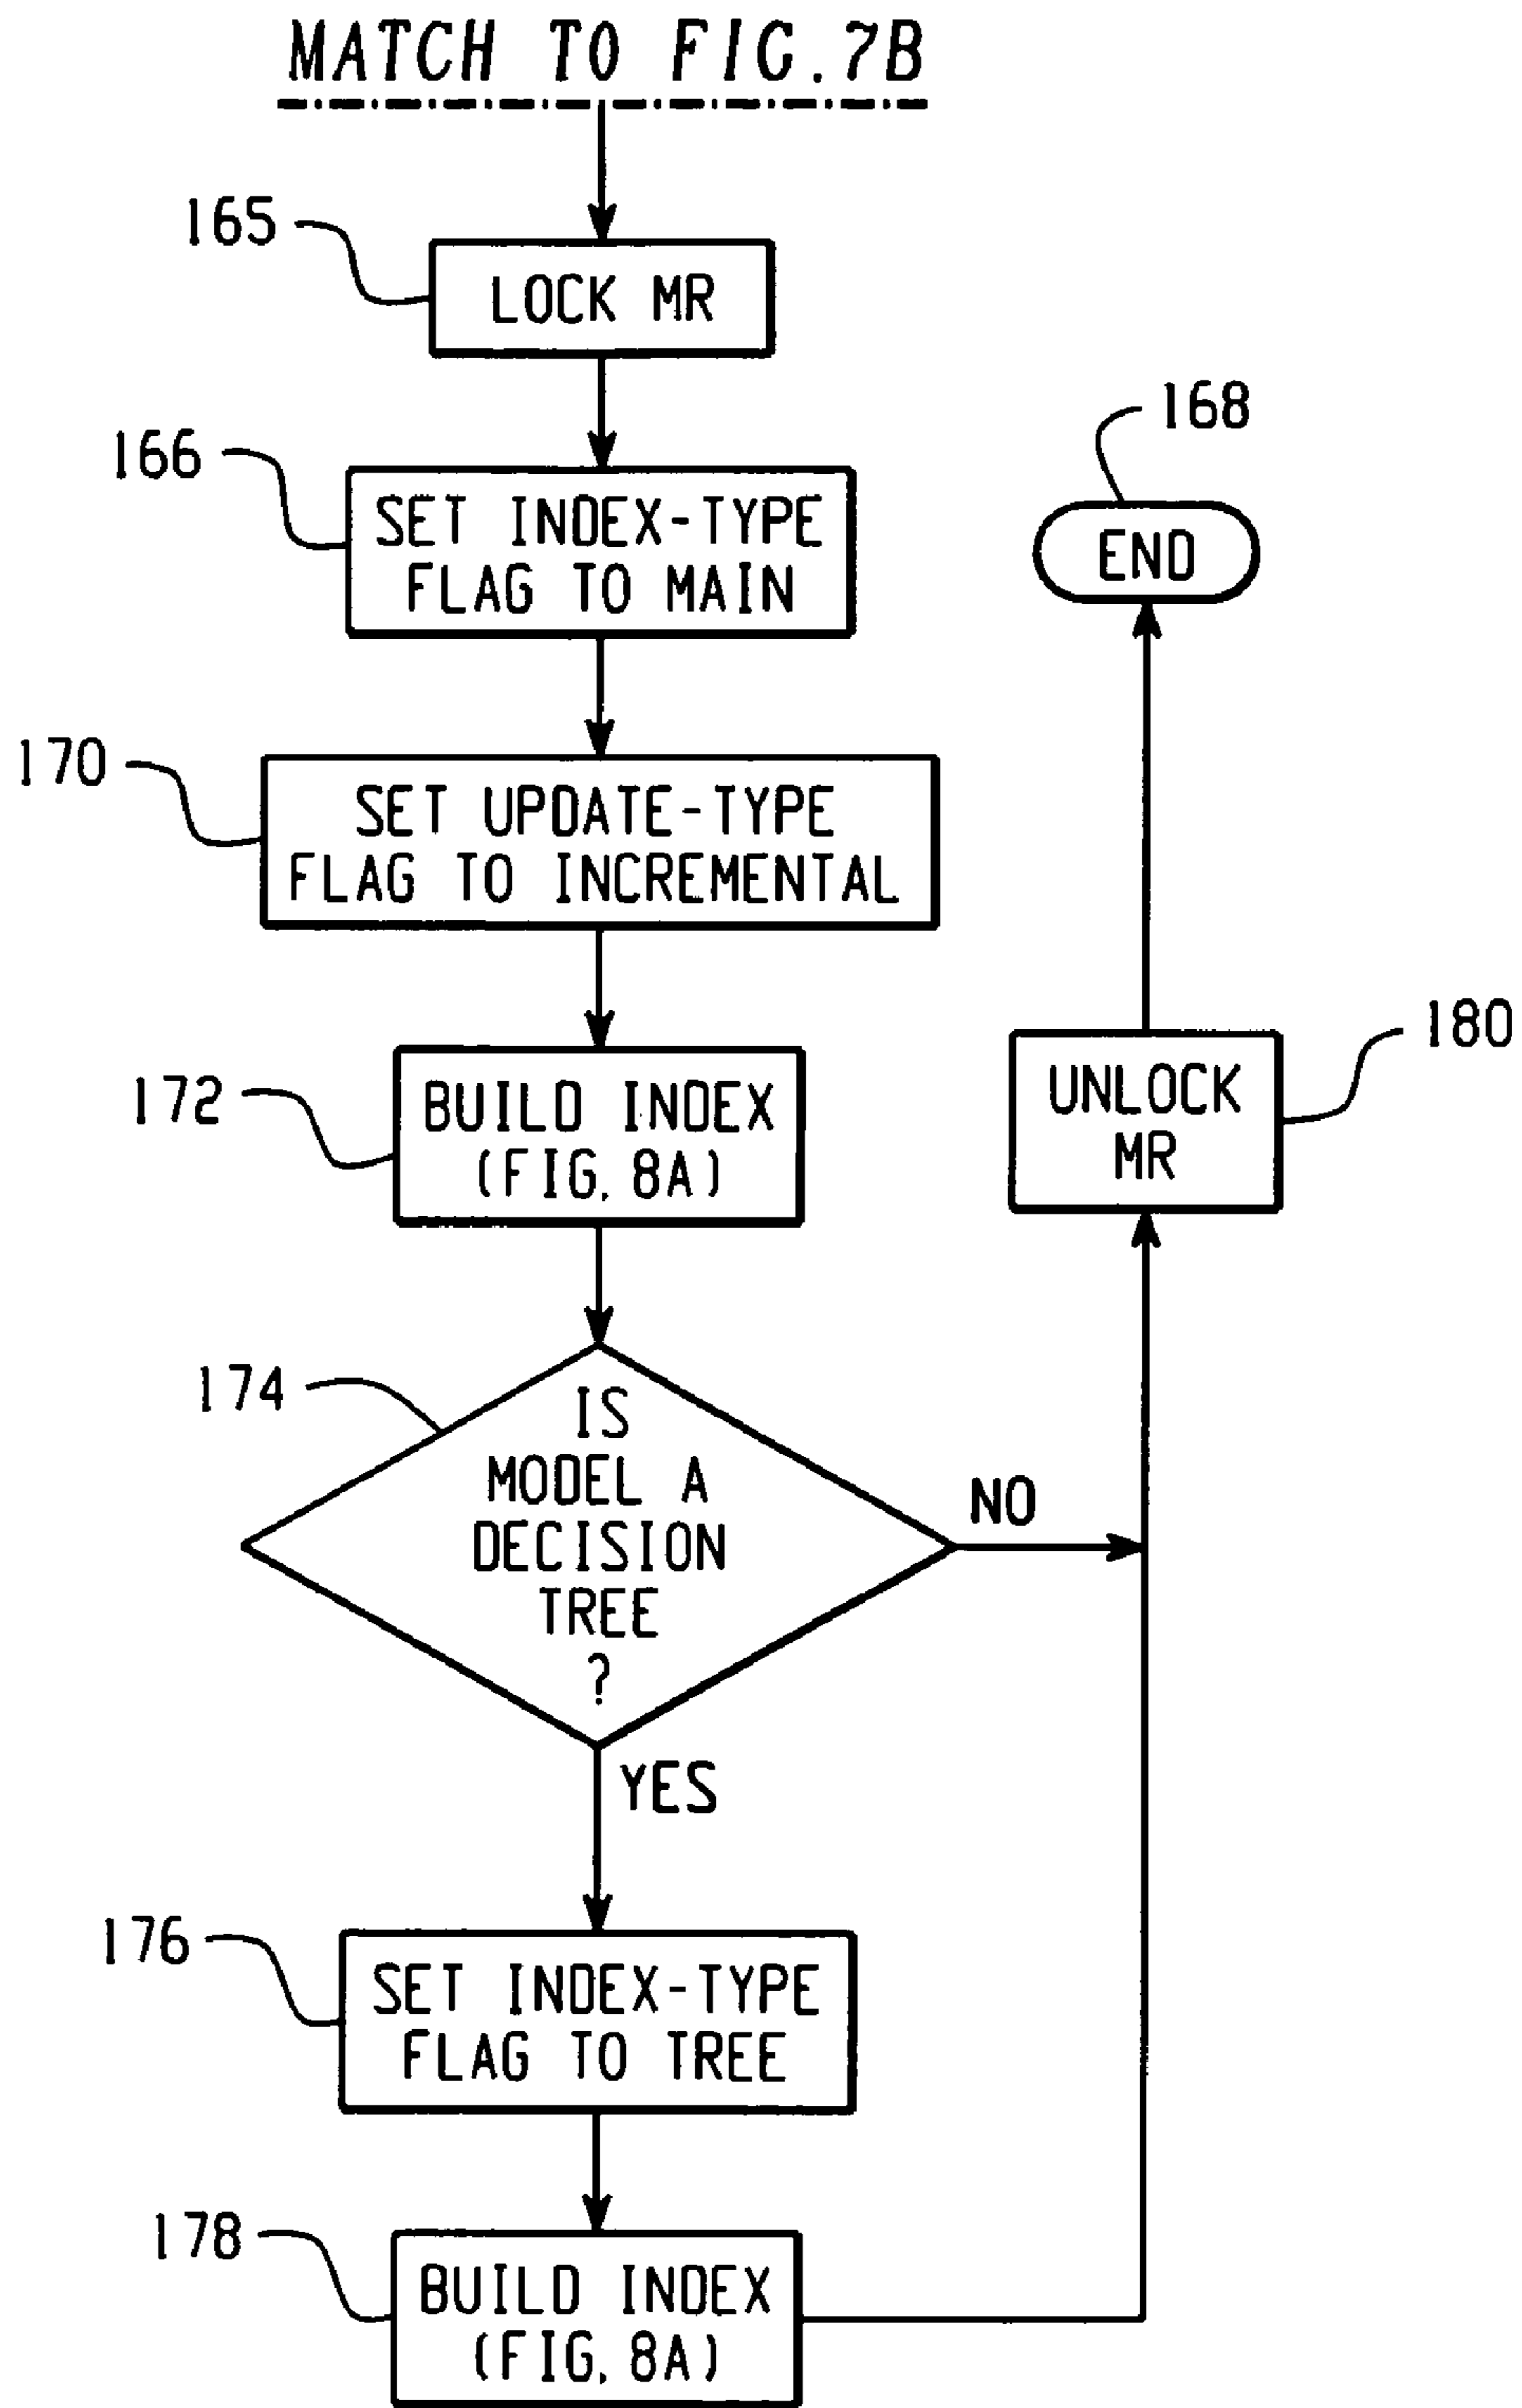 MATCH TO FIG.7B
165
LOCK MR
166
SET INDEX-TYPE
FLAG TO MAIN
168
END
170
SET UPDATE-TYPE
FLAG TO INCREMENTAL
172
BUILD INDEX
(FIG. 8A)
180
UNLOCK
MR
174
IS
MODEL A
DECISION
TREE
?
NO
YES
176
SET INDEX-TYPE
FLAG TO TREE
178
BUILD INDEX
(FIG. 8A)